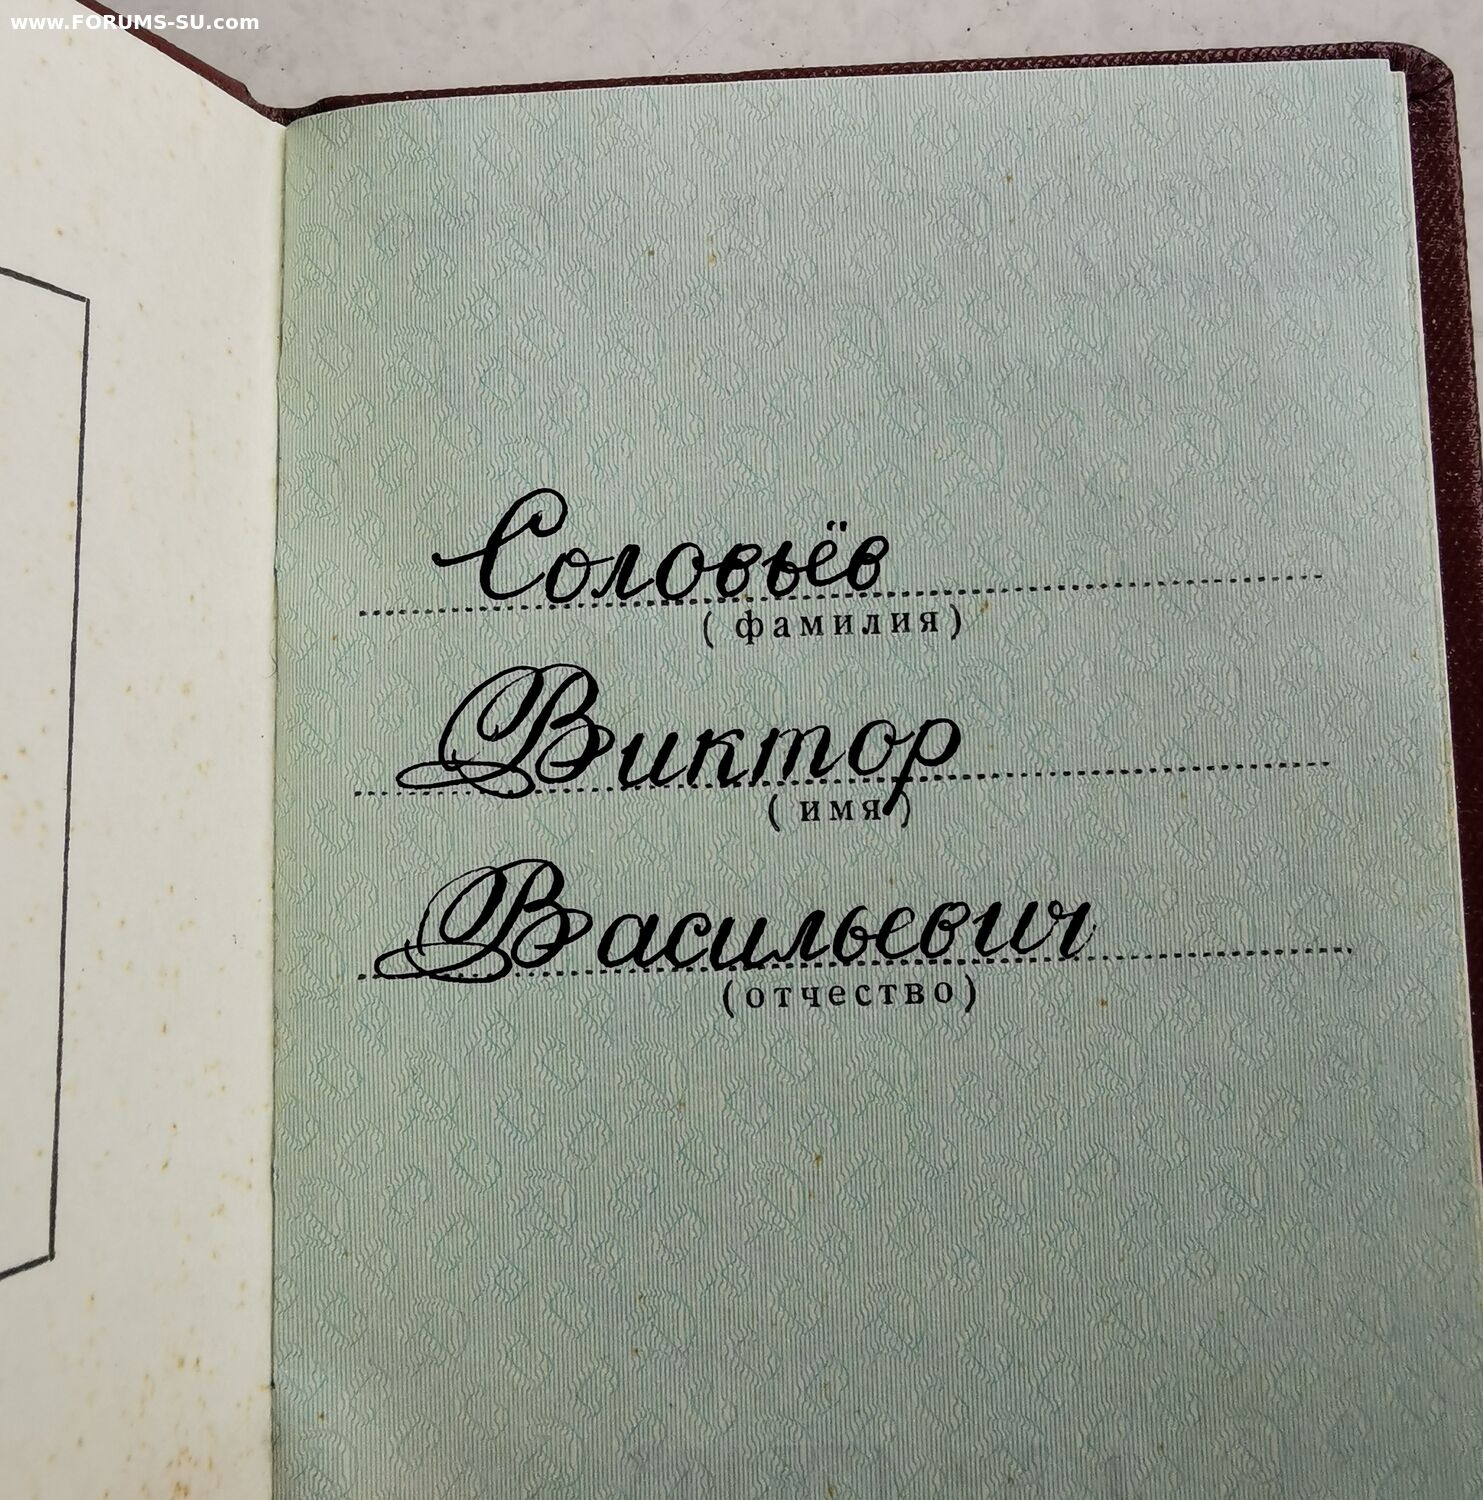 www.FORUMS-SU.com
Соловьёв
( фамилия)
Виктор
( имя )
Васильевич
(отчество)